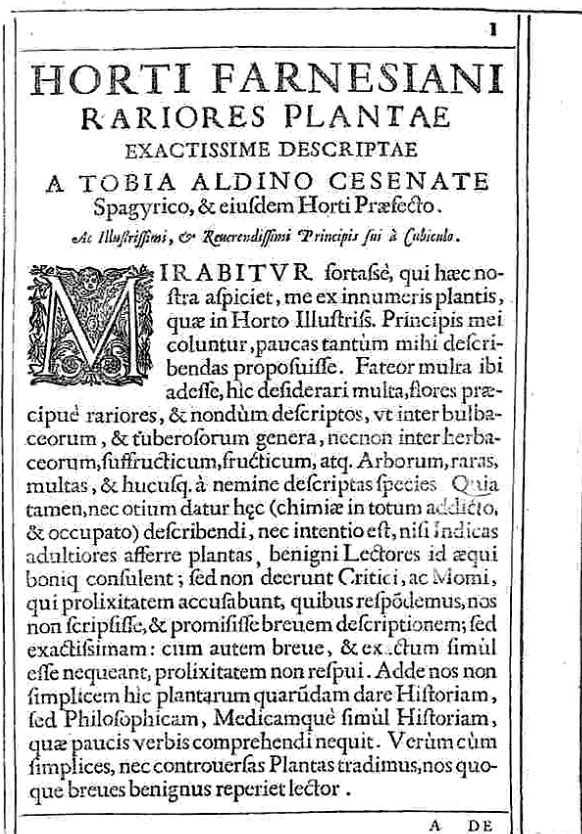 1
HORTI FARNESIANI
RARIORES PLANTAE
EXACTISSIME DESCRIPTAE
A TOBIA ALDINO CESENATE
Spagyrico, & eiuſdem Horti Præfecto.
Ac Illuſtriſſimi, & Reuerendiſſimi Principis ſui à Cubiculo.
MIRABITVR fortaſsè, qui hæc no-
ſtra aſpiciet, me ex innumeris plantis,
quæ in Horto Illuſtriſs. Principis mei
coluntur, paucas tantùm mihi deſcri-
bendas propoſuiſſe. Fateor multa ibi
adeſſe, hìc deſiderari multa, flores præ-
cipuè rariores, & nondùm deſcriptos, vt inter bulba-
ceorum, & tuberoſorum genera, necnon inter herba-
ceorum, ſuffructicum, fructicum, atq. Arborum, raras,
multas, & hucuſq. à nemine deſcriptas ſpecies Quia
tamen, nec otium datur hęc (chimiæ in totum addicto,
& occupato) deſcribendi, nec intentio eſt, niſi Indicas
adultiores afferre plantas, benigni Lectores id æqui
boniq conſulent; ſed non deerunt Critici, ac Momi,
qui prolixitatem accuſabunt, quibus reſpōdemus, nos
non ſcripſiſſe, & promiſiſſe breuem deſcriptionem; ſed
exactiſſimam: cùm autem breue, & exactum ſimùl
eſſe nequeant, prolixitatem non reſpui. Adde nos non
ſimplicem hìc plantarum quarūdam dare Hiſtoriam,
ſed Philoſophicam, Medicamquè ſimùl Hiſtoriam,
quæ paucis verbis comprehendi nequit. Verùm cùm
ſimplices, nec controuerſas Plantas tradimus, nos quo-
que breues benignus reperiet lector.
A DE